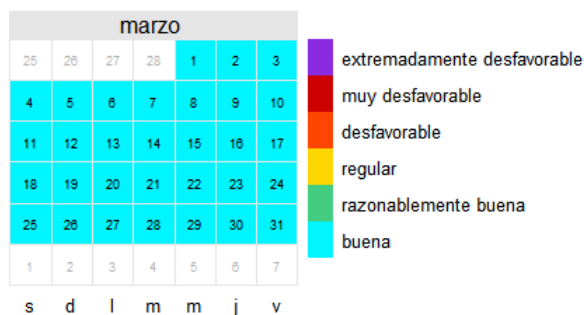 marzo
25 26 27 28 1 2 3
4 5 6 7 8 9 10
11 12 13 14 15 16 17
18 19 20 21 22 23 24
25 26 27 28 29 30 31
1 2 3 4 5 6 7
s d l m m j v
extremadamente desfavorable
muy desfavorable
desfavorable
regular
razonablemente buena
buena